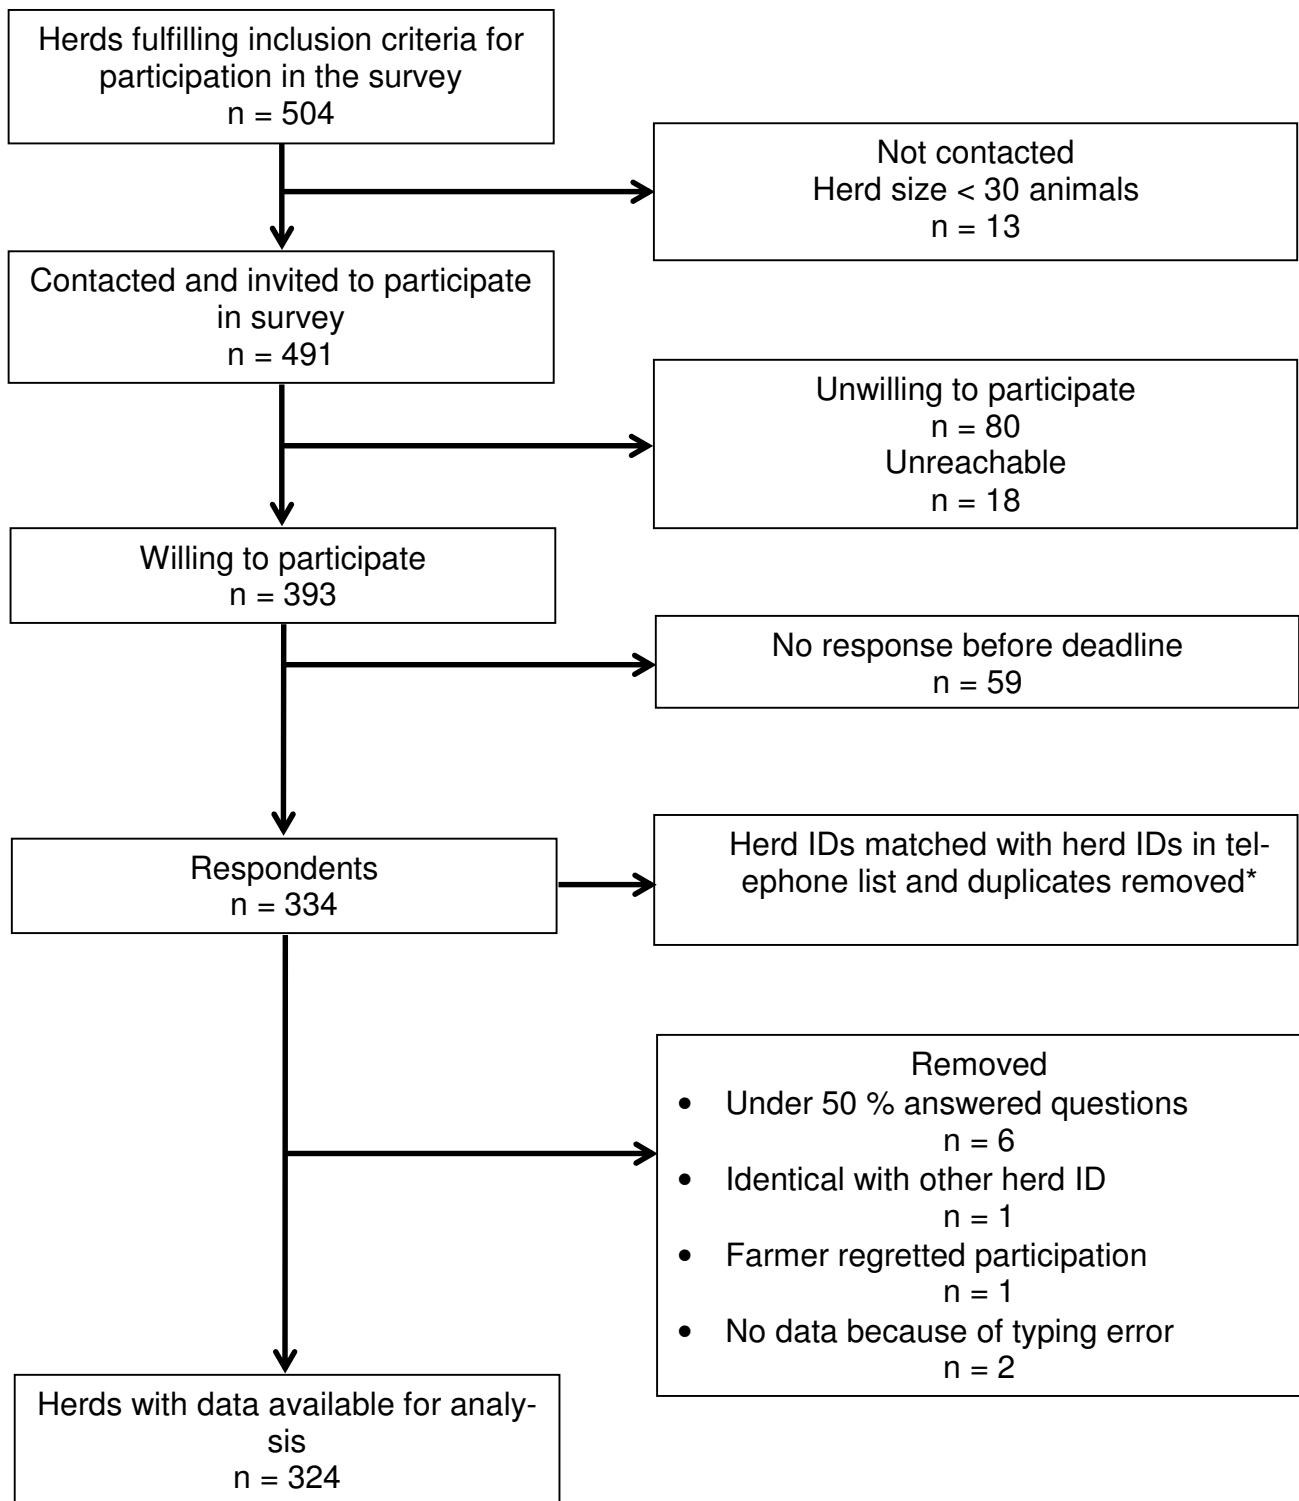 Herds fulfilling inclusion criteria for
participation in the survey
n = 504
Not contacted
Herd size < 30 animals
n = 13
Contacted and invited to participate
in survey
n = 491
Unwilling to participate
n = 80
Unreachable
n = 18
Willing to participate
n = 393
No response before deadline
n = 59
Respondents
n = 334
Herd IDs matched with herd IDs in tel-
ephone list and duplicates removed*
Removed
• Under 50 % answered questions
n = 6
• Identical with other herd ID
n = 1
• Farmer regretted participation
n = 1
• No data because of typing error
n = 2
Herds with data available for analy-
sis
n = 324